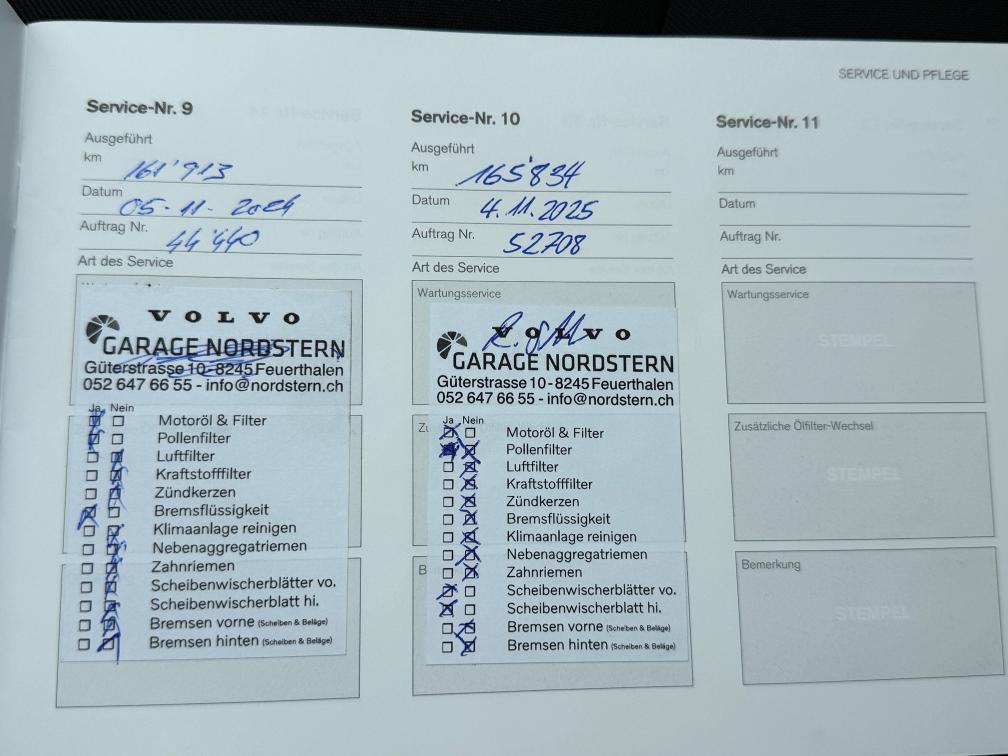 SERVICE UND PFLEGE
Service-Nr. 9
Ausgeführt
km 161'913
Datum 05-11-2024
Auftrag Nr. 44'440
Art des Service
VOLVO
GARAGE NORDSTERN
Güterstrasse 10-8245 Feuerthalen
052 647 66 55 - info@nordstern.ch
Ja Nein
Motoröl & Filter
Pollenfilter
Luftfilter
Kraftstofffilter
Zündkerzen
Bremsflüssigkeit
Klimaanlage reinigen
Nebenaggregatriemen
Zahnriemen
Scheibenwischerblätter vo.
Scheibenwischerblatt hi.
Bremsen vorne (Scheiben & Beläge)
Bremsen hinten (Scheiben & Beläge)
Service-Nr. 10
Ausgeführt
km 165'834
Datum 4.11.2025
Auftrag Nr. 52708
Art des Service
Wartungsservice
VOLVO
GARAGE NORDSTERN
Güterstrasse 10-8245 Feuerthalen
052 647 66 55 - info@nordstern.ch
Ja Nein
Motoröl & Filter
Pollenfilter
Luftfilter
Kraftstofffilter
Zündkerzen
Bremsflüssigkeit
Klimaanlage reinigen
Nebenaggregatriemen
Zahnriemen
Scheibenwischerblätter vo.
Scheibenwischerblatt hi.
Bremsen vorne (Scheiben & Beläge)
Bremsen hinten (Scheiben & Beläge)
Service-Nr. 11
Ausgeführt
km
Datum
Auftrag Nr.
Art des Service
Wartungsservice
STEMPEL
Zusätzliche Ölfilter-Wechsel
STEMPEL
Bemerkung
STEMPEL